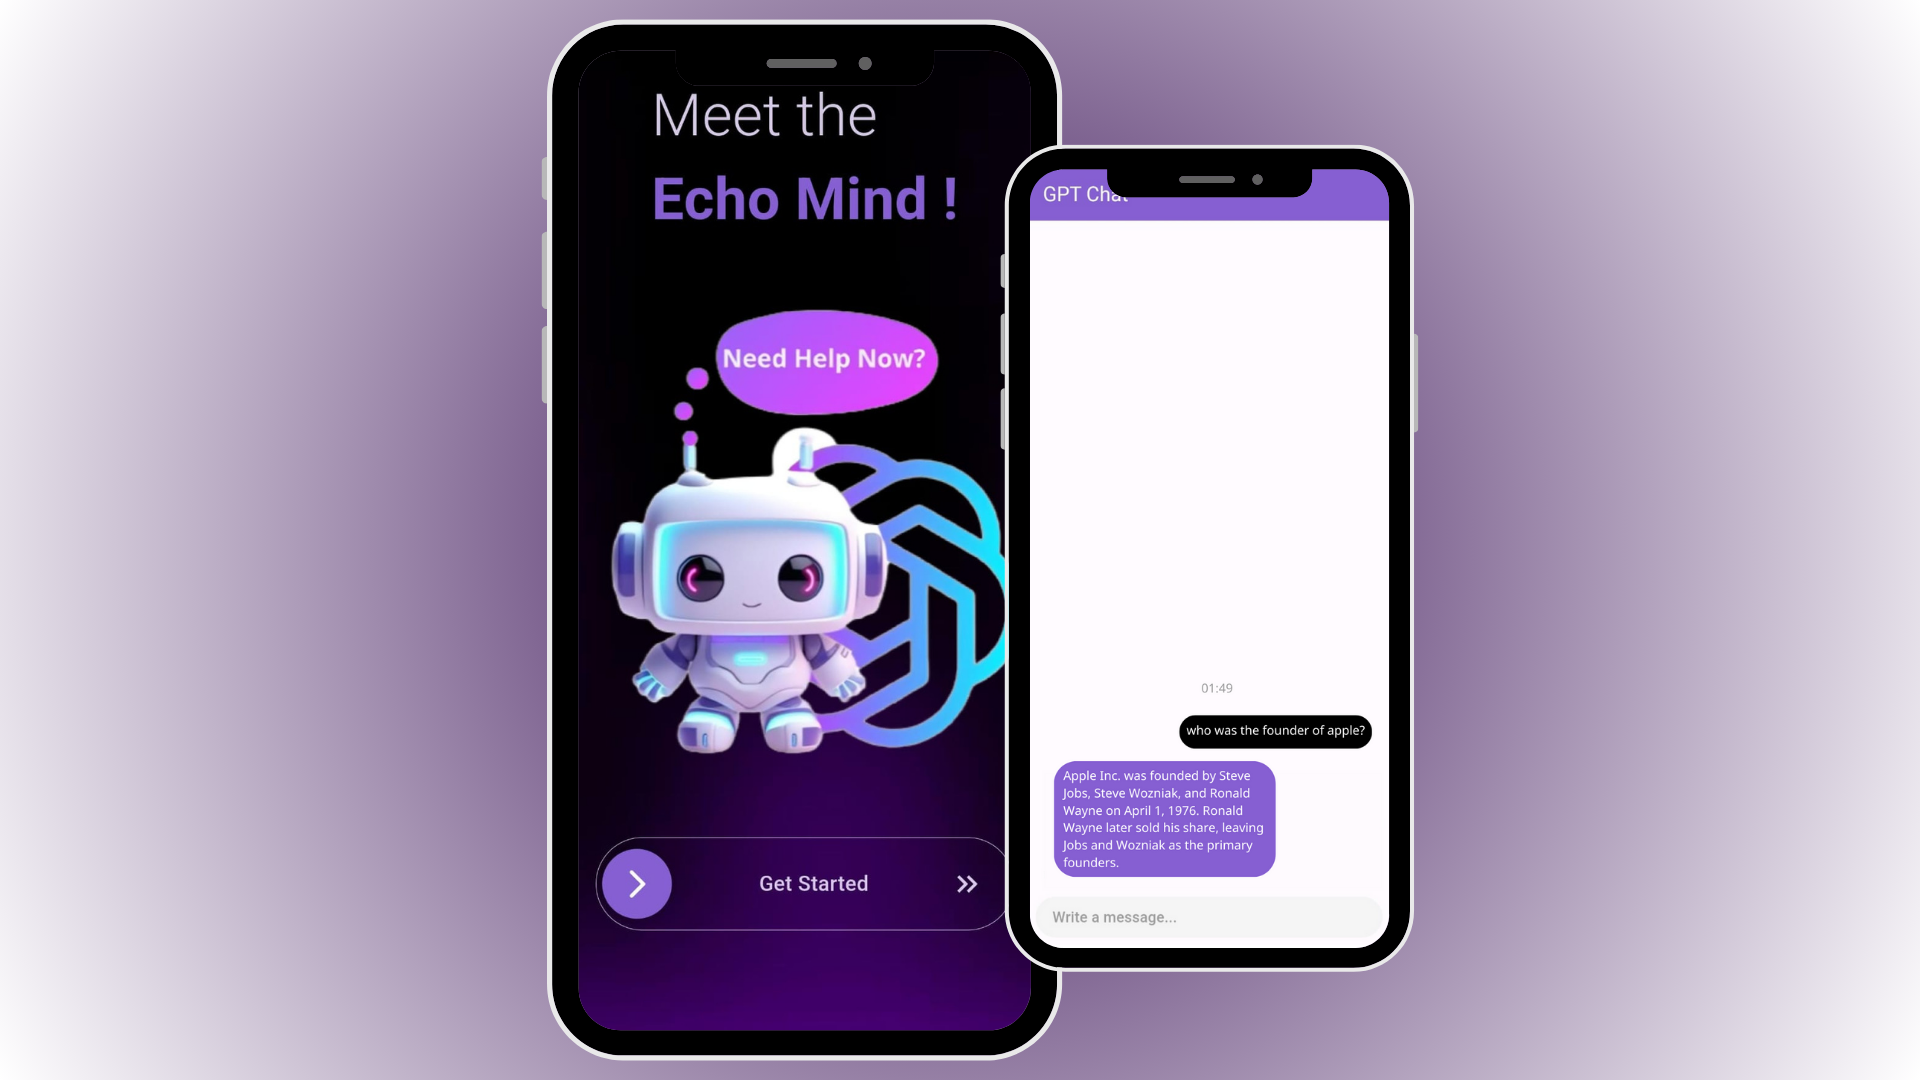 Meet the
Echo Mind !
Need Help Now?
Get Started
GPT Chat
01:49
who was the founder of apple?
Apple Inc. was founded by Steve
Jobs, Steve Wozniak, and Ronald
Wayne on April 1, 1976. Ronald
Wayne later sold his share, leaving
Jobs and Wozniak as the primary
founders.
Write a message...